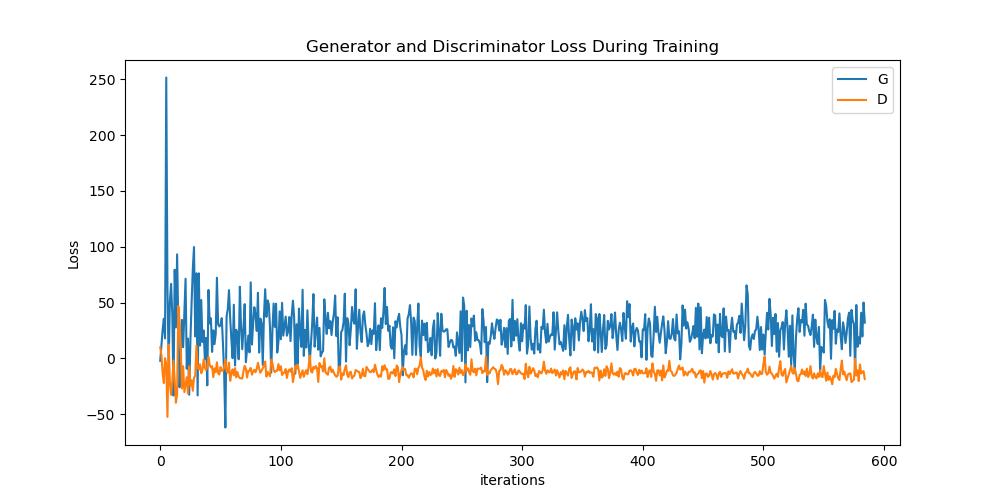 Generator and Discriminator Loss During Training
G
D
250
200
150
100
50
0
−50
Loss
0 100 200 300 400 500 600
iterations